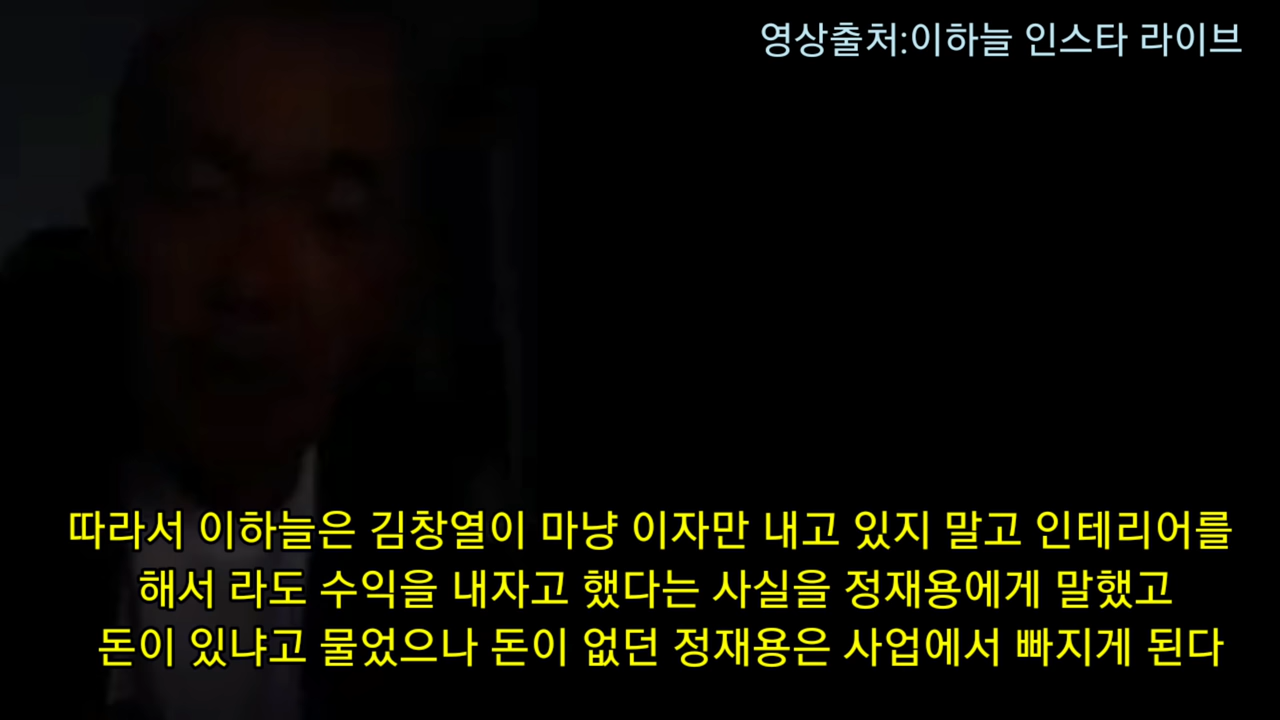 영상출처:이하늘 인스타 라이브
따라서 이하늘은 김창열이 마냥 이자만 내고 있지 말고 인테리어를
해서 라도 수익을 내자고 했다는 사실을 정재용에게 말했고
돈이 있냐고 물었으나 돈이 없던 정재용은 사업에서 빠지게 된다